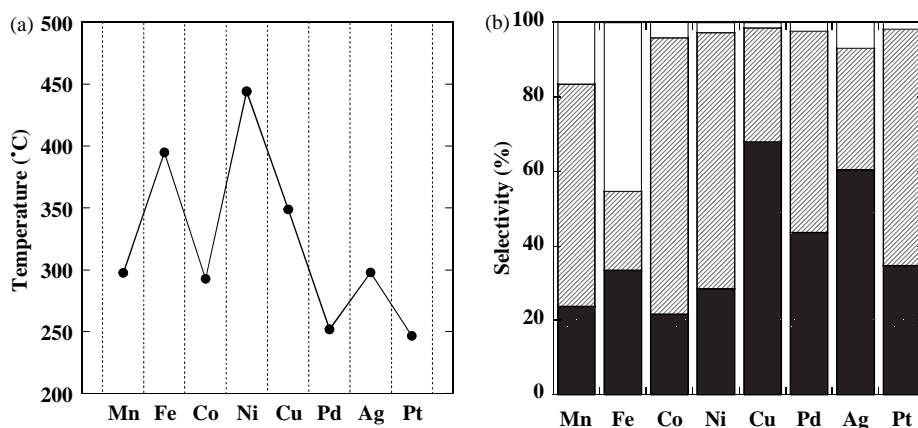 (a)
500
450
400
350
300
250
200
Temperature (°C)
Mn Fe Co Ni Cu Pd Ag Pt
(b)
100
80
60
40
20
0
Selectivity (%)
Mn Fe Co Ni Cu Pd Ag Pt